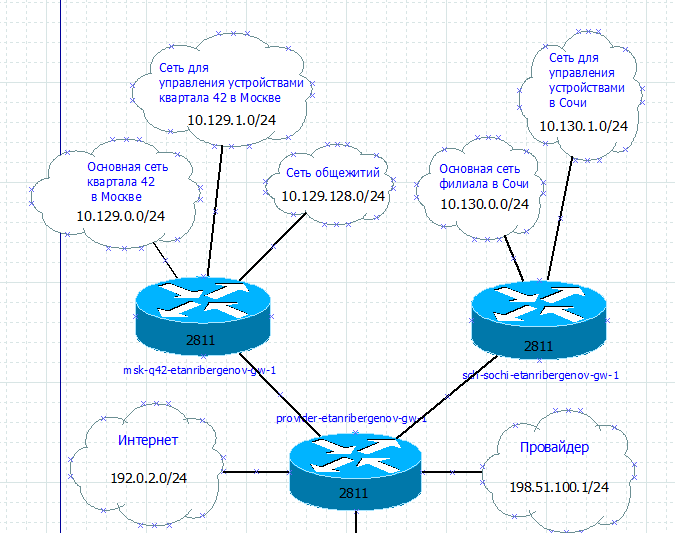 Сеть для
управления устройствами
квартала 42 в Москве
10.129.1.0/24
Сеть для
управления
устройствами
в Сочи
10.130.1.0/24
Основная сеть
квартала 42
в Москве
10.129.0.0/24
Сеть общежитий
10.129.128.0/24
Основная сеть
филиала в Сочи
10.130.0.0/24
2811
msk-q42-etanribergenov-gw-1
2811
sch-sochi-etanribergenov-gw-1
provider-etanribergenov-gw-1
2811
Интернет
192.0.2.0/24
Провайдер
198.51.100.1/24